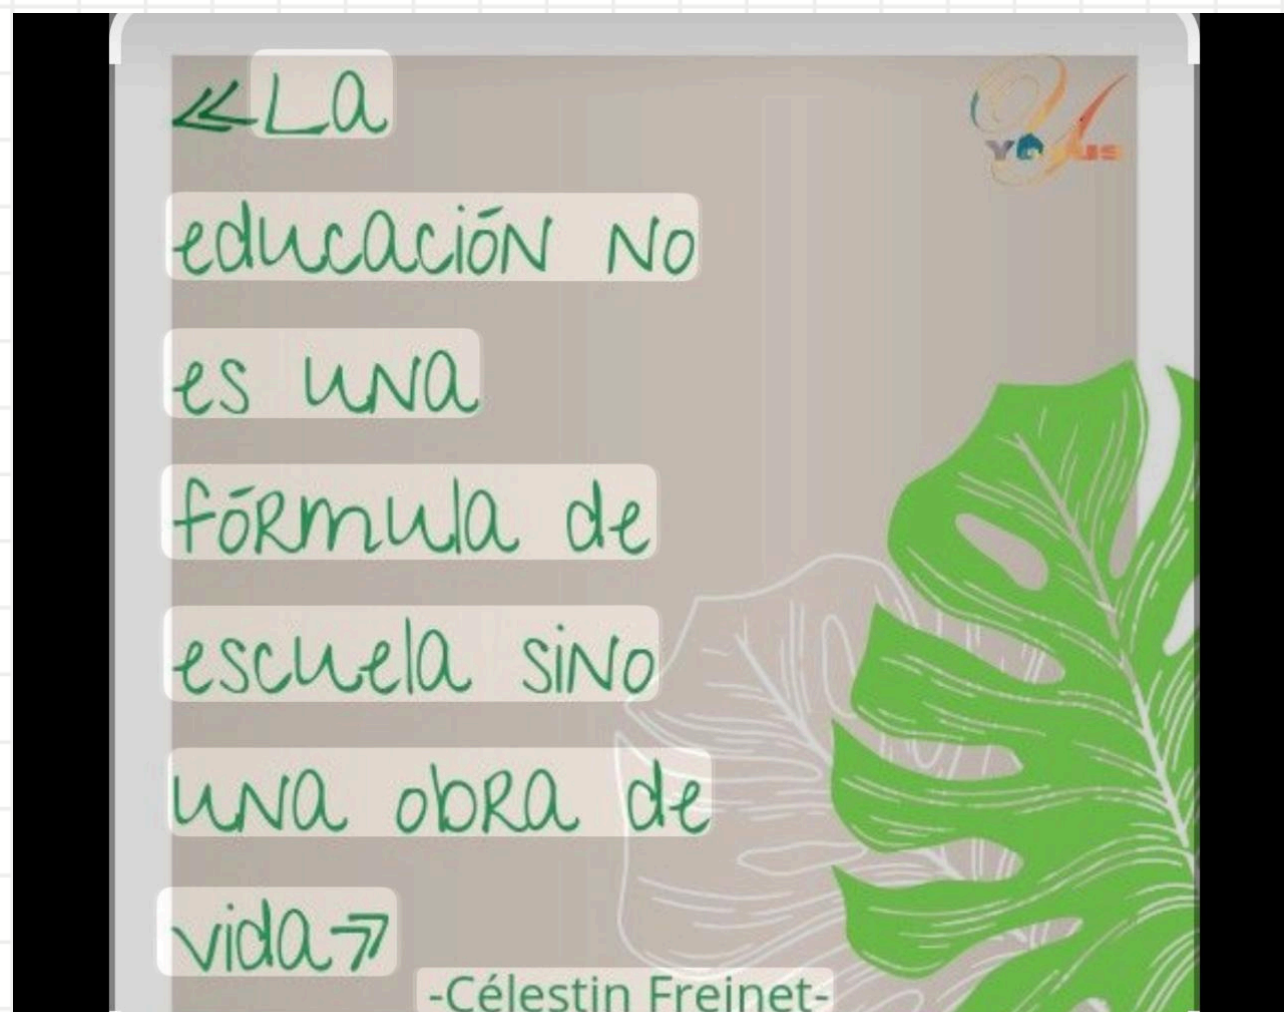 «La
educación no
es una
fórmula de
escuela sino
una obra de
vida»
-Célestin Freinet-